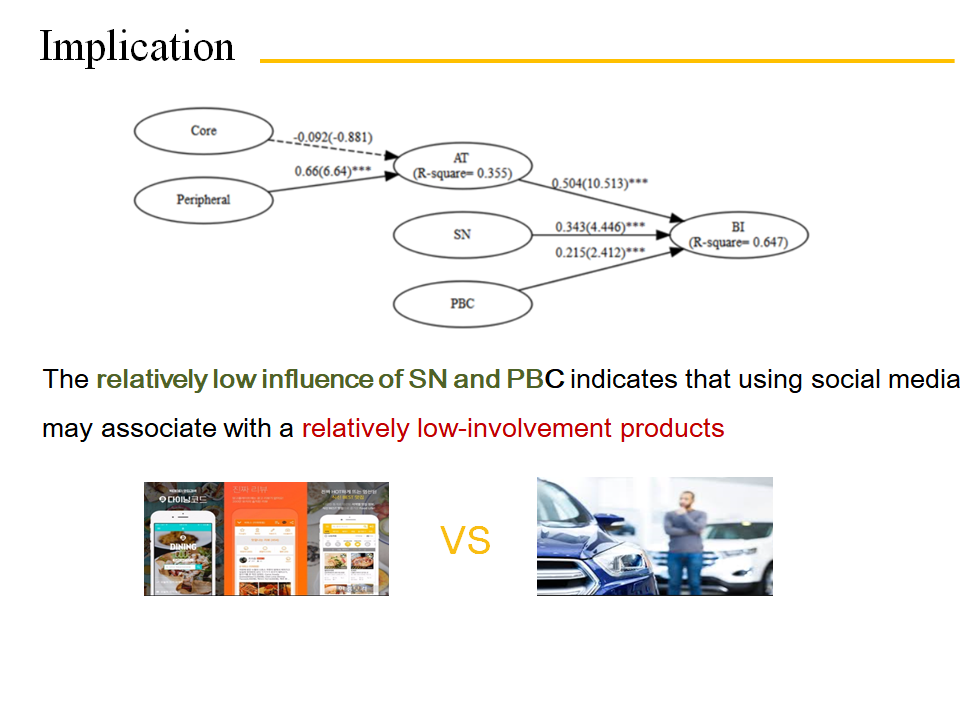 Implication
Core
-0.092(-0.881)
AT
(R-square= 0.355)
0.66(6.64)***
Peripheral
0.504(10.513)***
SN
0.343(4.446)***
BI
(R-square= 0.647)
0.215(2.412)***
PBC
The relatively low influence of SN and PBC indicates that using social media
may associate with a relatively low-involvement products
다이닝코드
DINING
VS